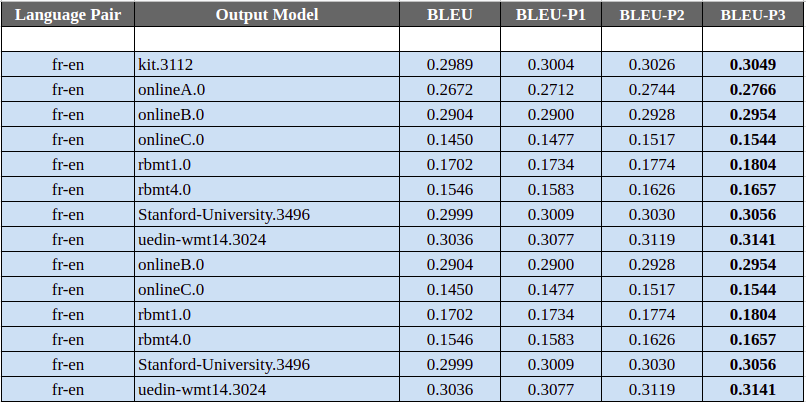 Language Pair Output Model BLEU BLEU-P1 BLEU-P2 BLEU-P3
fr-en kit.3112 0.2989 0.3004 0.3026 0.3049
fr-en onlineA.0 0.2672 0.2712 0.2744 0.2766
fr-en onlineB.0 0.2904 0.2900 0.2928 0.2954
fr-en onlineC.0 0.1450 0.1477 0.1517 0.1544
fr-en rbmt1.0 0.1702 0.1734 0.1774 0.1804
fr-en rbmt4.0 0.1546 0.1583 0.1626 0.1657
fr-en Stanford-University.3496 0.2999 0.3009 0.3030 0.3056
fr-en uedin-wmt14.3024 0.3036 0.3077 0.3119 0.3141
fr-en onlineB.0 0.2904 0.2900 0.2928 0.2954
fr-en onlineC.0 0.1450 0.1477 0.1517 0.1544
fr-en rbmt1.0 0.1702 0.1734 0.1774 0.1804
fr-en rbmt4.0 0.1546 0.1583 0.1626 0.1657
fr-en Stanford-University.3496 0.2999 0.3009 0.3030 0.3056
fr-en uedin-wmt14.3024 0.3036 0.3077 0.3119 0.3141